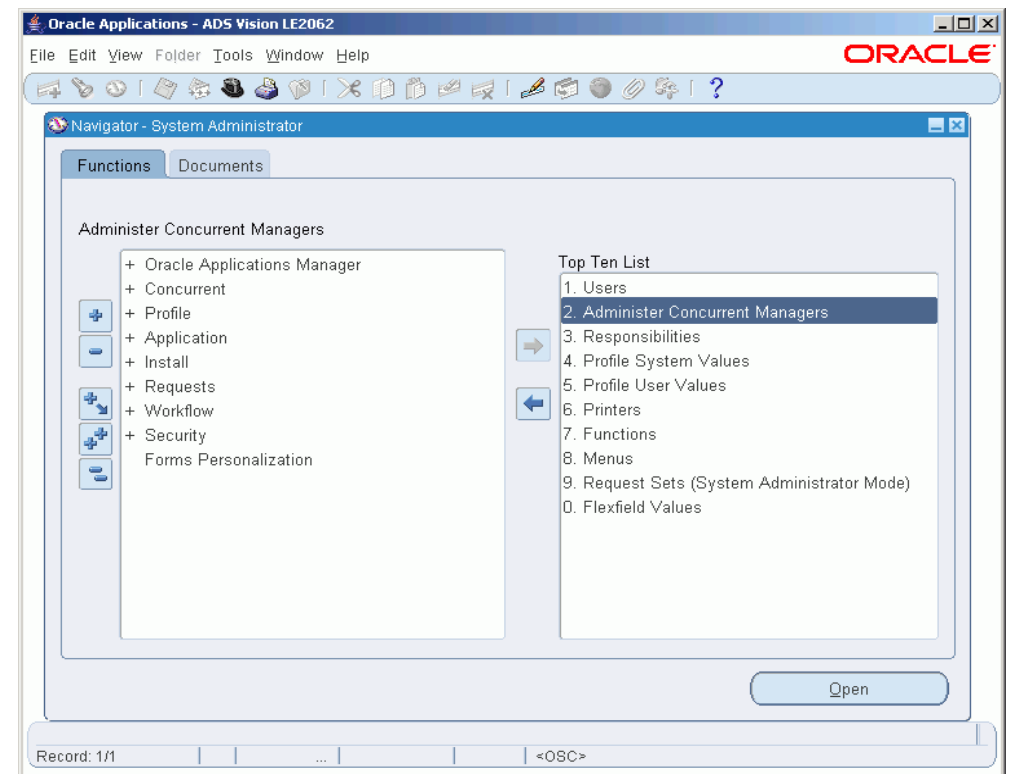 Oracle Applications - ADS Vision LE2062
File Edit View Folder Tools Window Help
ORACLE
?
Navigator - System Administrator
Functions Documents
Administer Concurrent Managers
+ Oracle Applications Manager
+ Concurrent
+ Profile
+ Application
+ Install
+ Requests
+ Workflow
+ Security
Forms Personalization
Top Ten List
1. Users
2. Administer Concurrent Managers
3. Responsibilities
4. Profile System Values
5. Profile User Values
6. Printers
7. Functions
8. Menus
9. Request Sets (System Administrator Mode)
0. Flexfield Values
Open
Record: 1/1 ... <OSC>